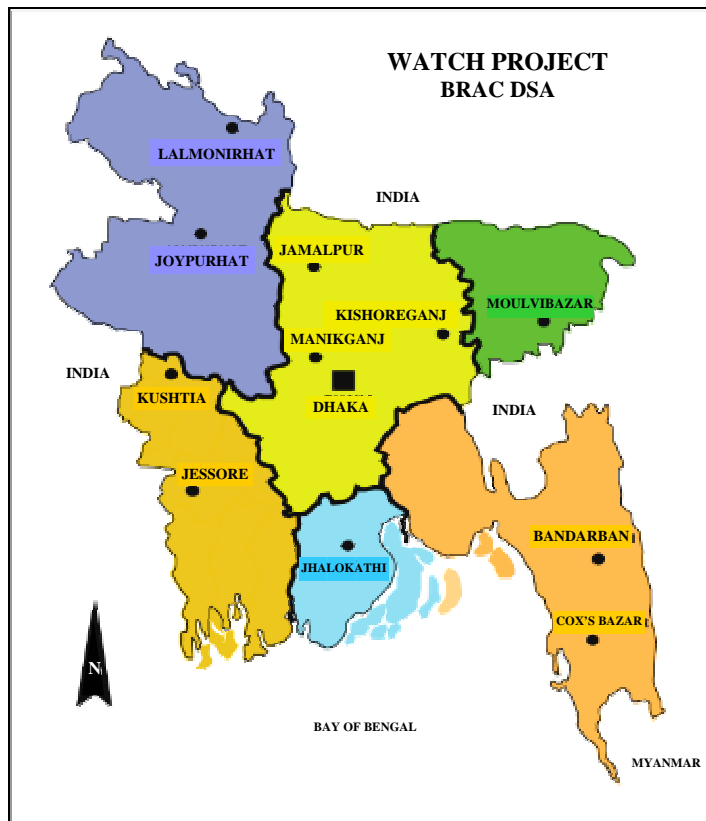 WATCH PROJECT
BRAC DSA
LALMONIRHAT
INDIA
JOYPURHAT
JAMALPUR
MOULVIBAZAR
KISHOREGANJ
MANIKGANJ
INDIA
KUSHTIA
DHAKA
INDIA
JESSORE
BANDARBAN
JHALOKATHI
COX'S BAZAR
N
BAY OF BENGAL
MYANMAR